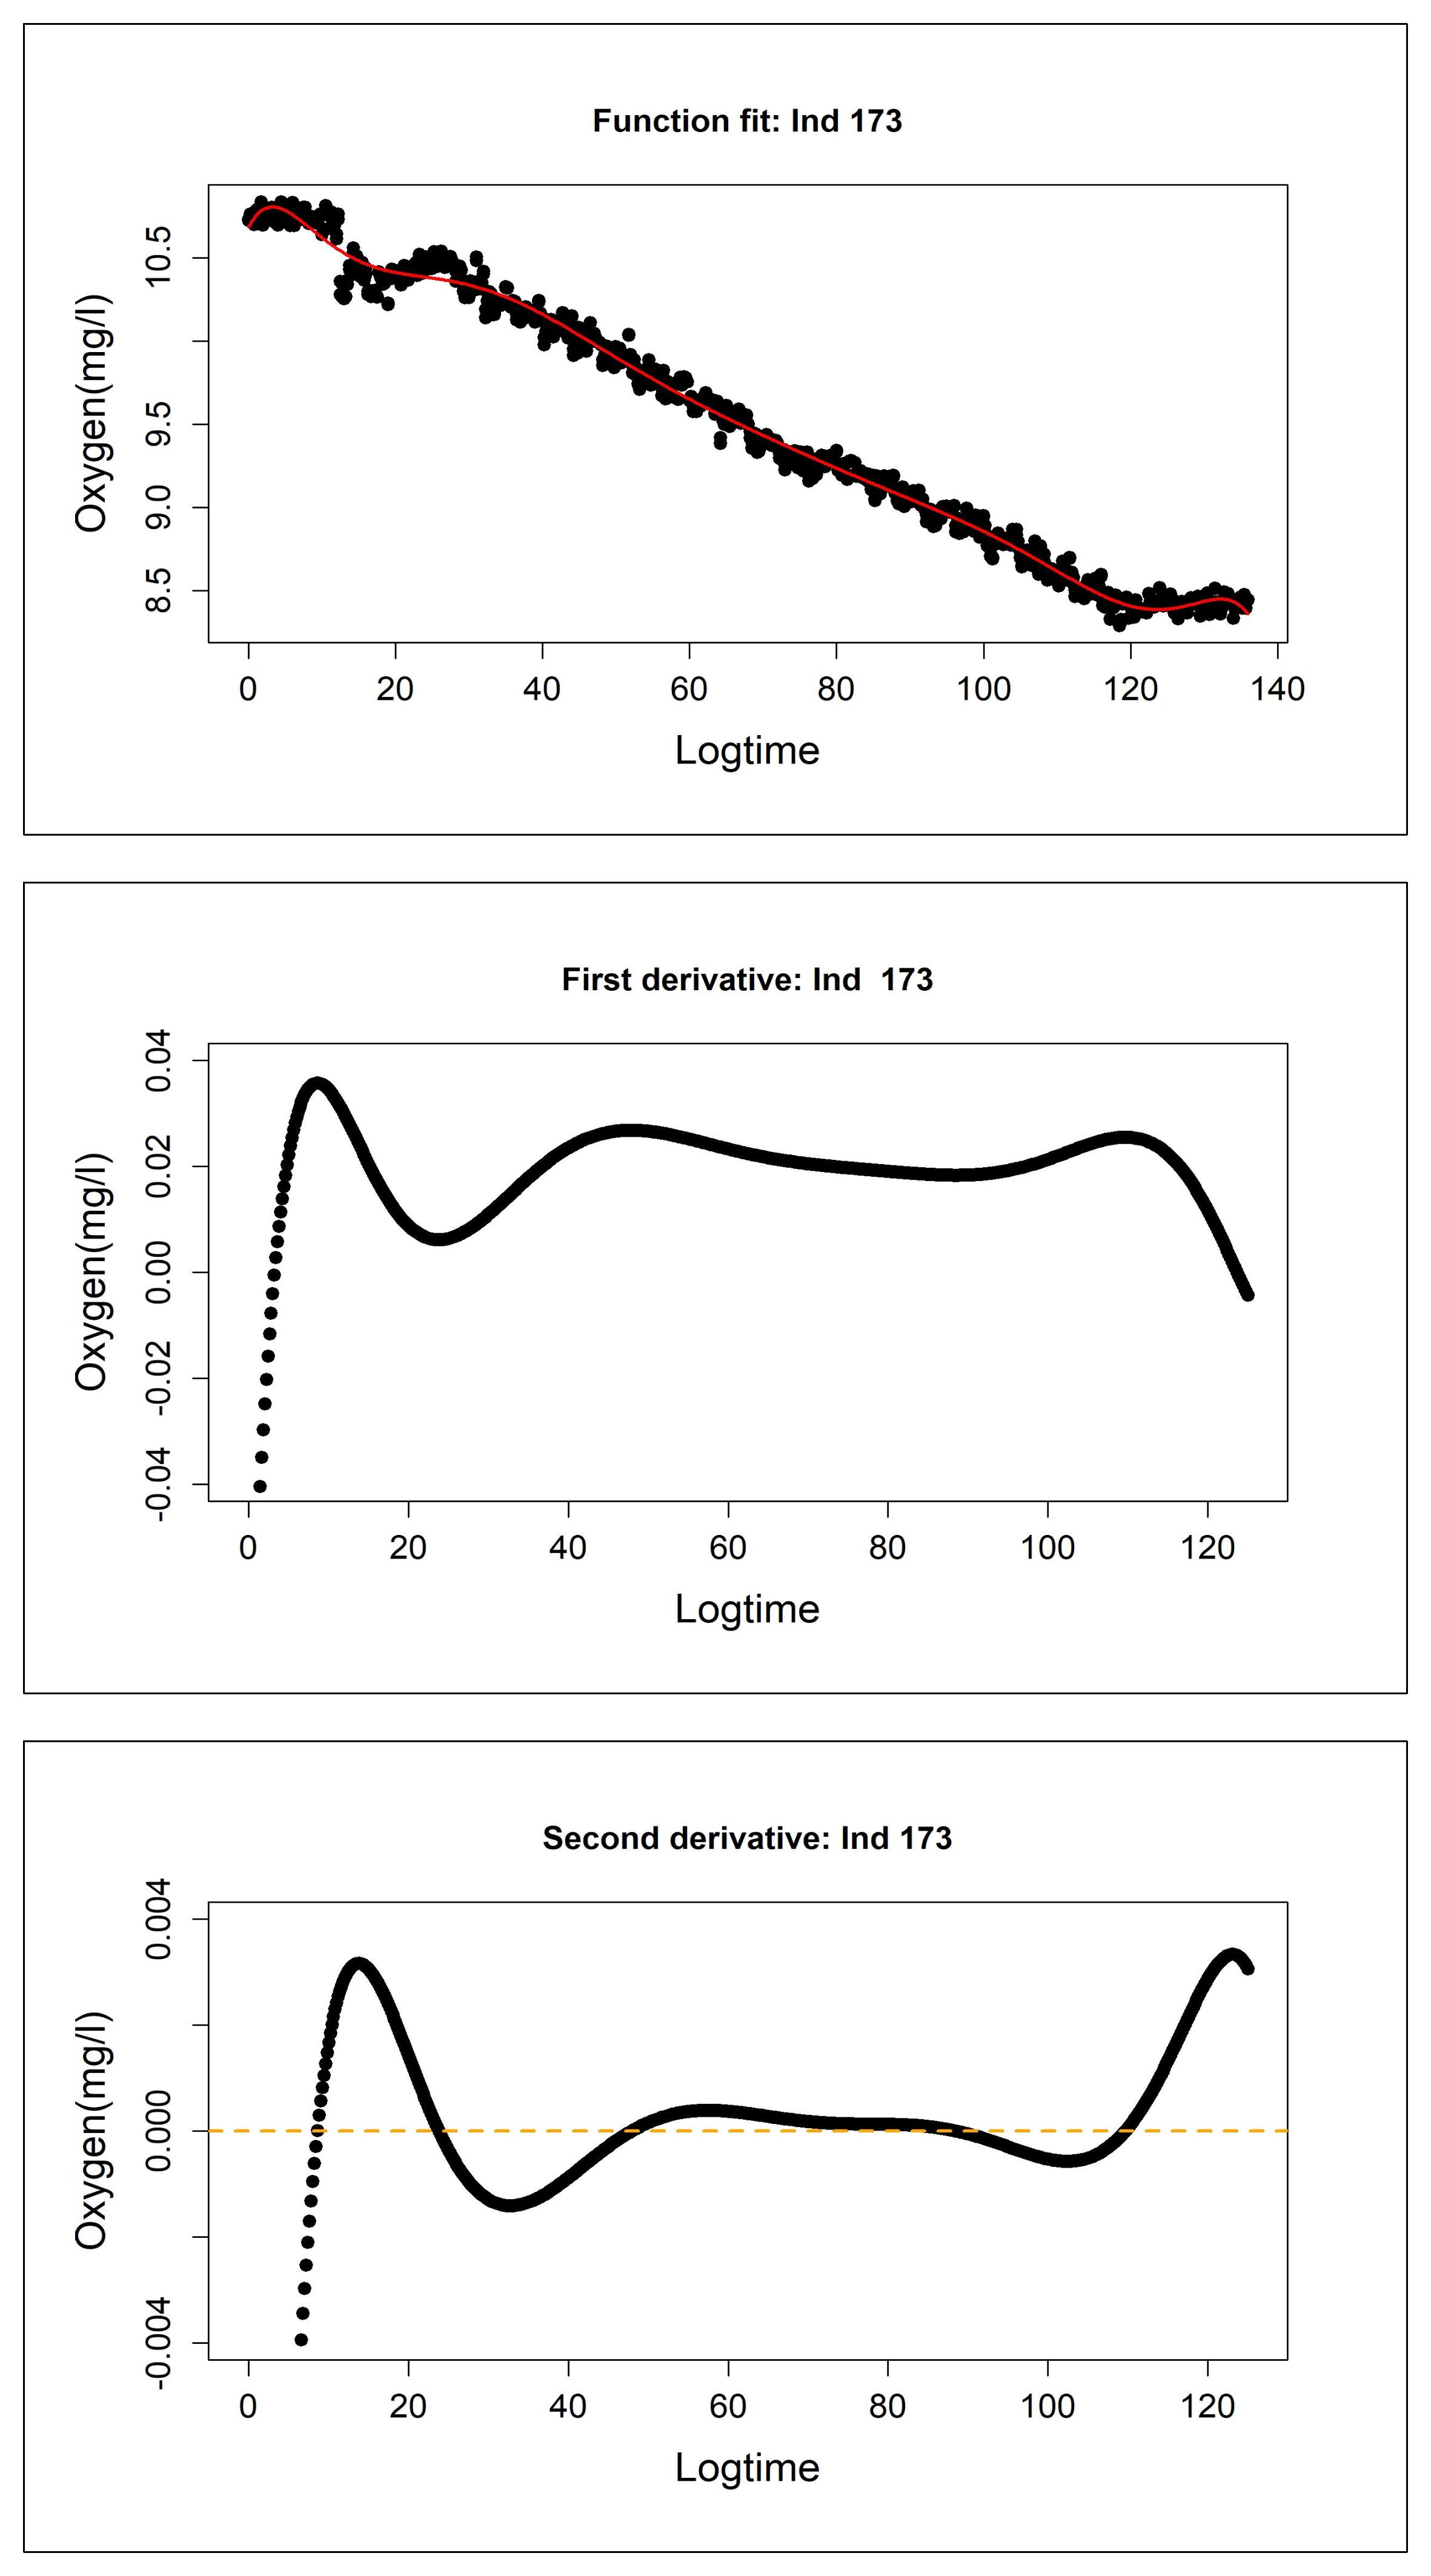 Function fit: Ind 173
Oxygen(mg/l)
10.5
9.5
9.0
8.5
0 20 40 60 80 100 120 140
Logtime
First derivative: Ind  173
Oxygen(mg/l)
0.04
0.02
0.00
-0.02
-0.04
0 20 40 60 80 100 120
Logtime
Second derivative: Ind 173
Oxygen(mg/l)
0.004
0.000
-0.004
0 20 40 60 80 100 120
Logtime